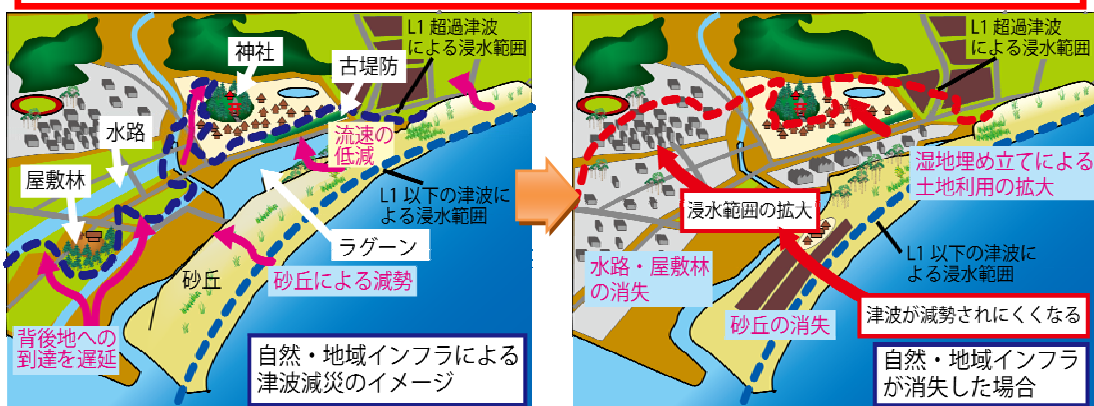 L1 超過津波
による浸水範囲
神社
古堤防
水路
流速の
低減
屋敷林
L1 以下の津波に
よる浸水範囲
ラグーン
砂丘
砂丘による減勢
背後地への
到達を遅延
自然・地域インフラによる
津波減災のイメージ
L1 超過津波
による浸水範囲
湿地埋め立てによる
土地利用の拡大
浸水範囲の拡大
L1 以下の津波に
よる浸水範囲
水路・屋敷林
の消失
津波が減勢されにくくなる
砂丘の消失
自然・地域インフラ
が消失した場合